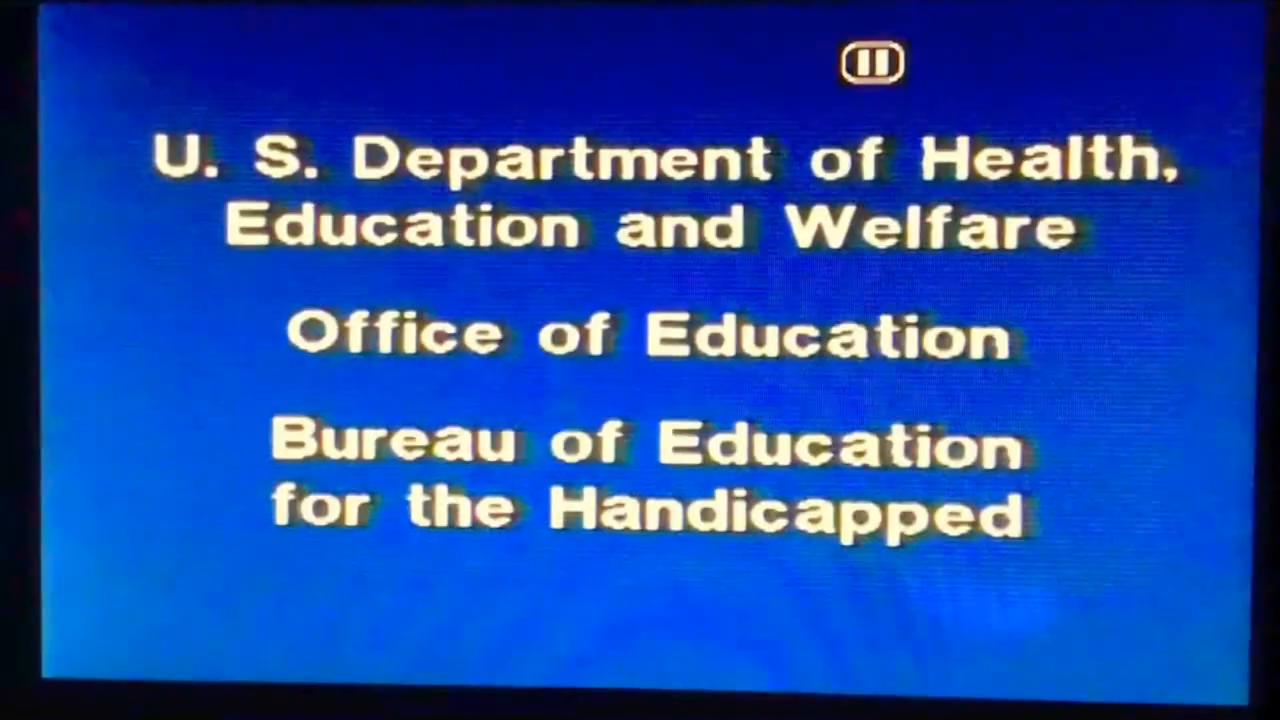 U. S. Department of Health,
Education and Welfare
Office of Education
Bureau of Education
for the Handicapped